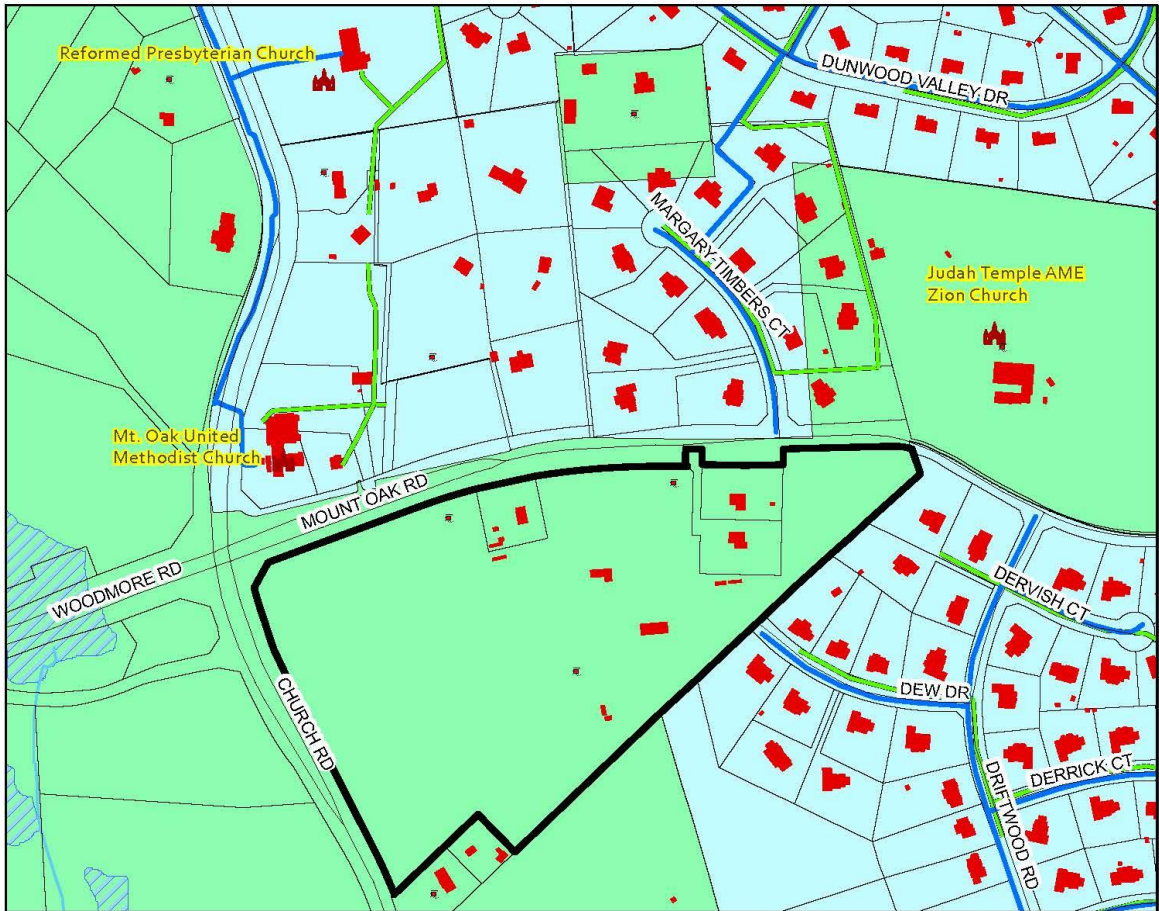 Reformed Presbyterian Church
DUNWOOD VALLEY DR
MARGARY TIMBERS CT
Judah Temple AME
Zion Church
Mt. Oak United
Methodist Church
MOUNT OAK RD
WOODMORE RD
DERVISH CT
CHURCH RD
DEW DR
DERRICK CT
DRIFTWOOD RD